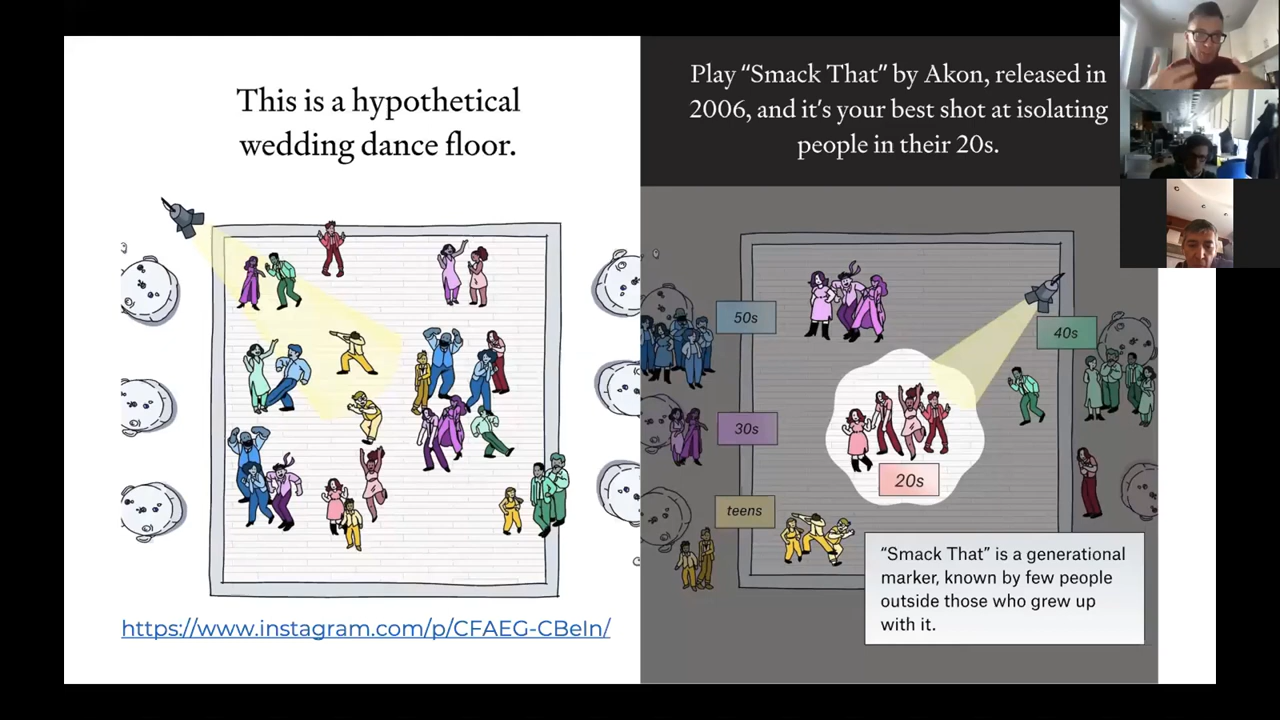 This is a hypothetical
wedding dance floor.
https://www.instagram.com/p/CFAEG-CBeIn/
Play “Smack That” by Akon, released in
2006, and it's your best shot at isolating
people in their 20s.
50s
40s
30s
20s
teens
“Smack That” is a generational
marker, known by few people
outside those who grew up
with it.